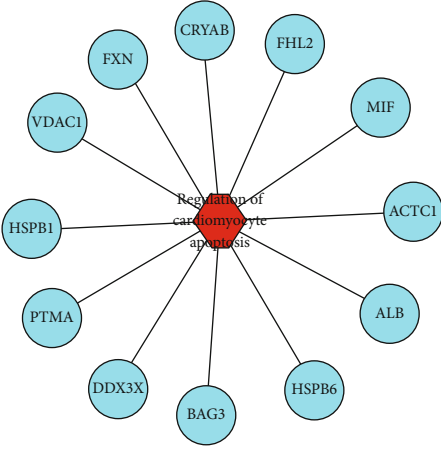 CRYAB
FHL2
FXN
MIF
VDAC1
Regulation of
cardiomyocyte
apoptosis
ACTC1
HSPB1
ALB
PTMA
DDX3X
HSPB6
BAG3